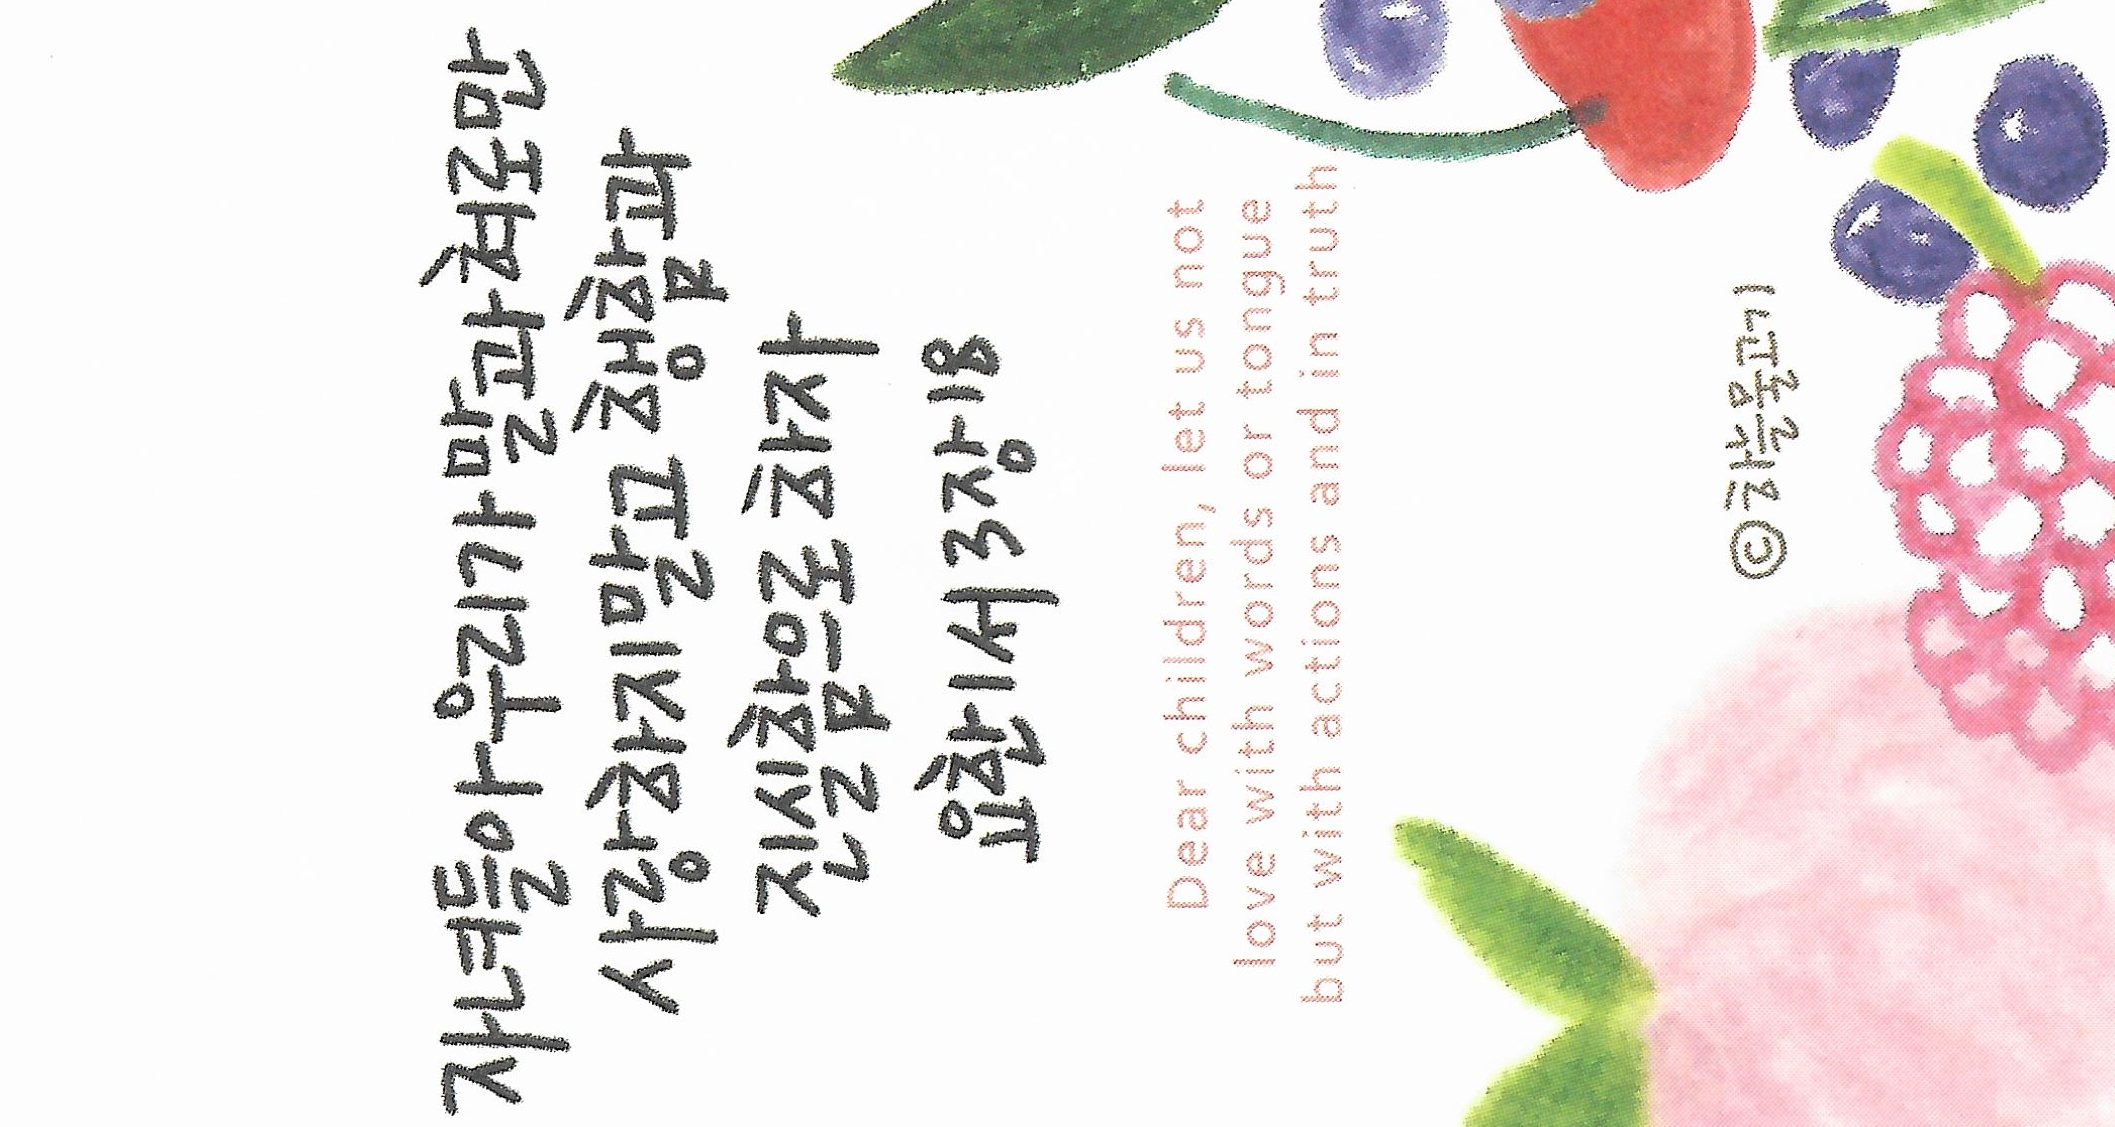 자녀들아 우리가 말과 혀로만
사랑하지 말고 행함과
진실함으로 하자
요한1서 3장 18
Dear children, let us not
love with words or tongue
but with actions and in truth
© 하늘물고기